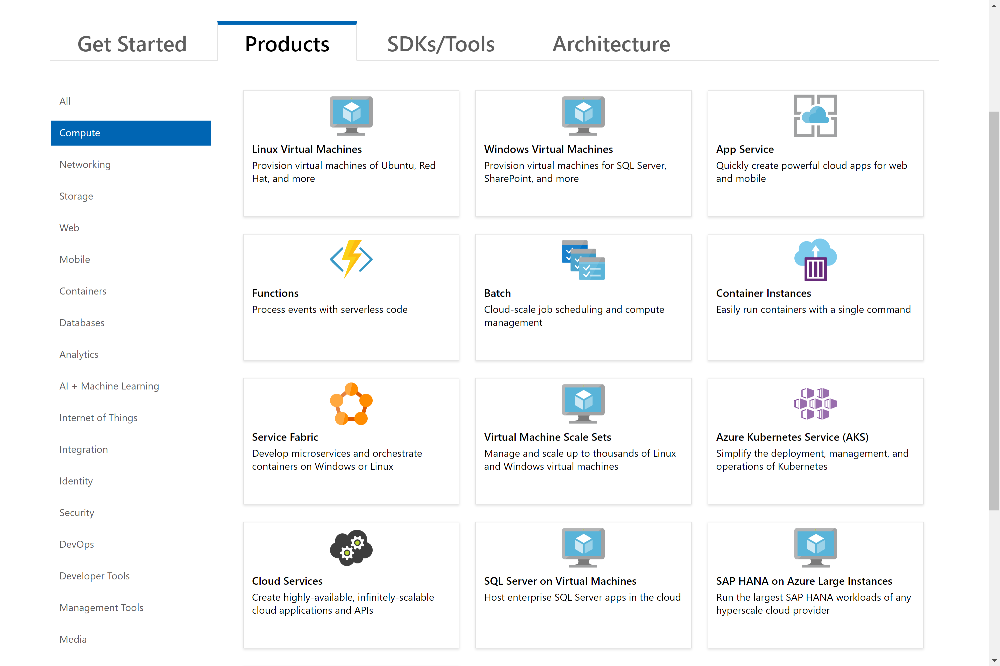 Get Started
Products
SDKs/Tools
Architecture
All
Compute
Networking
Storage
Web
Mobile
Containers
Databases
Analytics
AI + Machine Learning
Internet of Things
Integration
Identity
Security
DevOps
Developer Tools
Management Tools
Media
Linux Virtual Machines
Provision virtual machines of Ubuntu, Red
Hat, and more
Windows Virtual Machines
Provision virtual machines for SQL Server,
SharePoint, and more
App Service
Quickly create powerful cloud apps for web
and mobile
Functions
Process events with serverless code
Batch
Cloud-scale job scheduling and compute
management
Container Instances
Easily run containers with a single command
Service Fabric
Develop microservices and orchestrate
containers on Windows or Linux
Virtual Machine Scale Sets
Manage and scale up to thousands of Linux
and Windows virtual machines
Azure Kubernetes Service (AKS)
Simplify the deployment, management, and
operations of Kubernetes
Cloud Services
Create highly-available, infinitely-scalable
cloud applications and APIs
SQL Server on Virtual Machines
Host enterprise SQL Server apps in the cloud
SAP HANA on Azure Large Instances
Run the largest SAP HANA workloads of any
hyperscale cloud provider